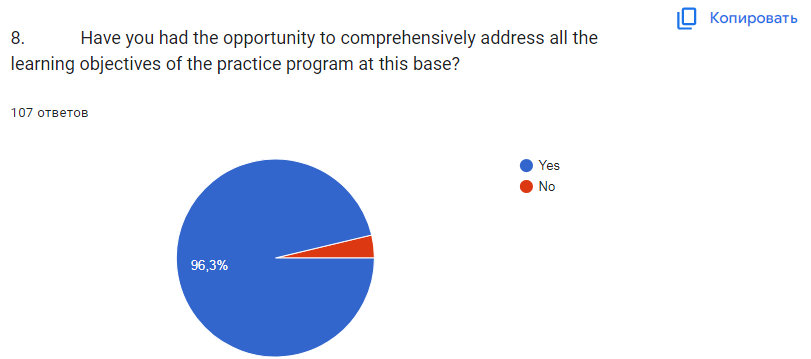 Копировать
8. Have you had the opportunity to comprehensively address all the
learning objectives of the practice program at this base?
107 ответов
Yes
No
96,3%